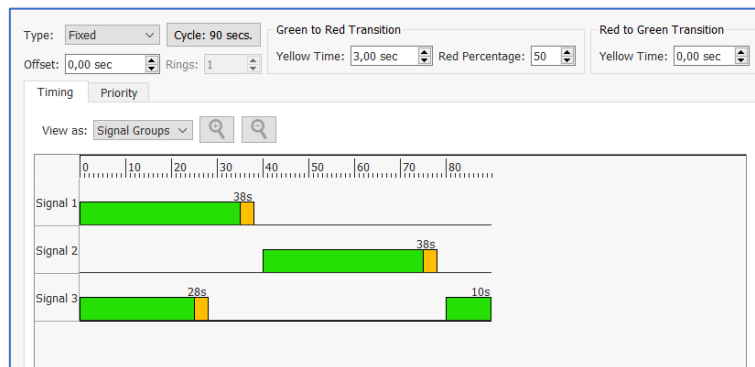 Green to Red Transition
Red to Green Transition
Type: Fixed Cycle: 90 secs. Yellow Time: 3,00 sec Red Percentage: 50 Yellow Time: 0,00 sec
Offset: 0,00 sec Rings: 1
Timing Priority
View as: Signal Groups
0 10 20 30 40 50 60 70 80
38s
Signal 1
38s
Signal 2
28s 10s
Signal 3